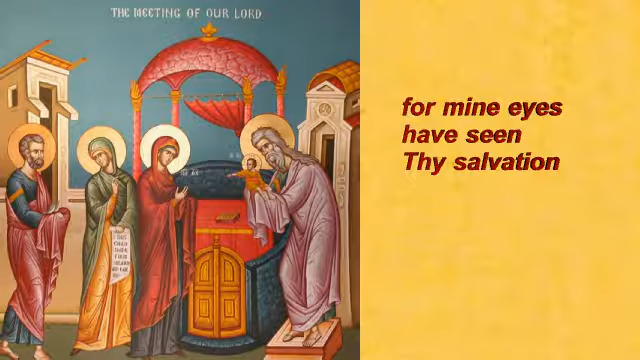 THE MEETING OF OUR LORD
for mine eyes
have seen
Thy salvation